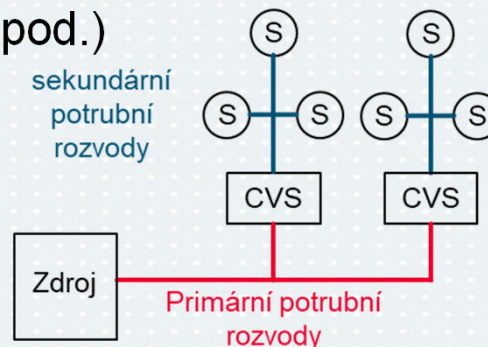 pod.)
sekundární
potrubní
rozvody
S
S
S
S
S
S
CVS
CVS
Zdroj
Primární potrubní
rozvody